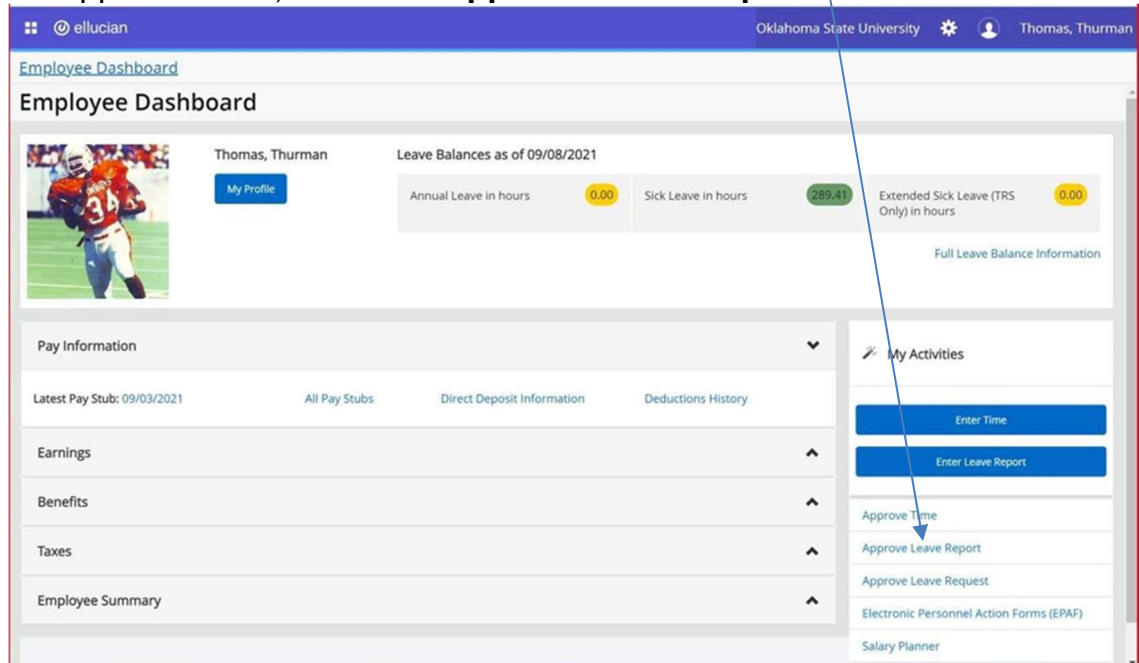 ellucian
Oklahoma State University
Thomas, Thurman
Employee Dashboard
Employee Dashboard
Thomas, Thurman
My Profile
Leave Balances as of 09/08/2021
Annual Leave in hours 0.00
Sick Leave in hours 289.41
Extended Sick Leave (TRS
Only) in hours
0.00
Full Leave Balance Information
COWBOYS
34
Pay Information
Latest Pay Stub: 09/03/2021 All Pay Stubs Direct Deposit Information Deductions History
Earnings
Benefits
Taxes
Employee Summary
My Activities
Enter Time
Enter Leave Report
Approve Time
Approve Leave Report
Approve Leave Request
Electronic Personnel Action Forms (EPAF)
Salary Planner